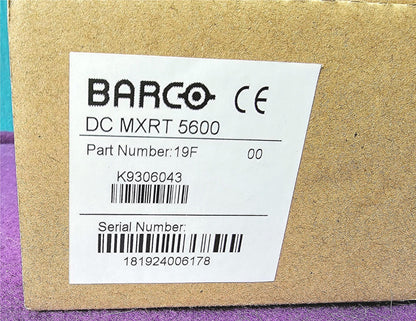 BARCO CE
DC MXRT 5600
Part Number:19F 00
K9306043
Serial Number:
181924006178